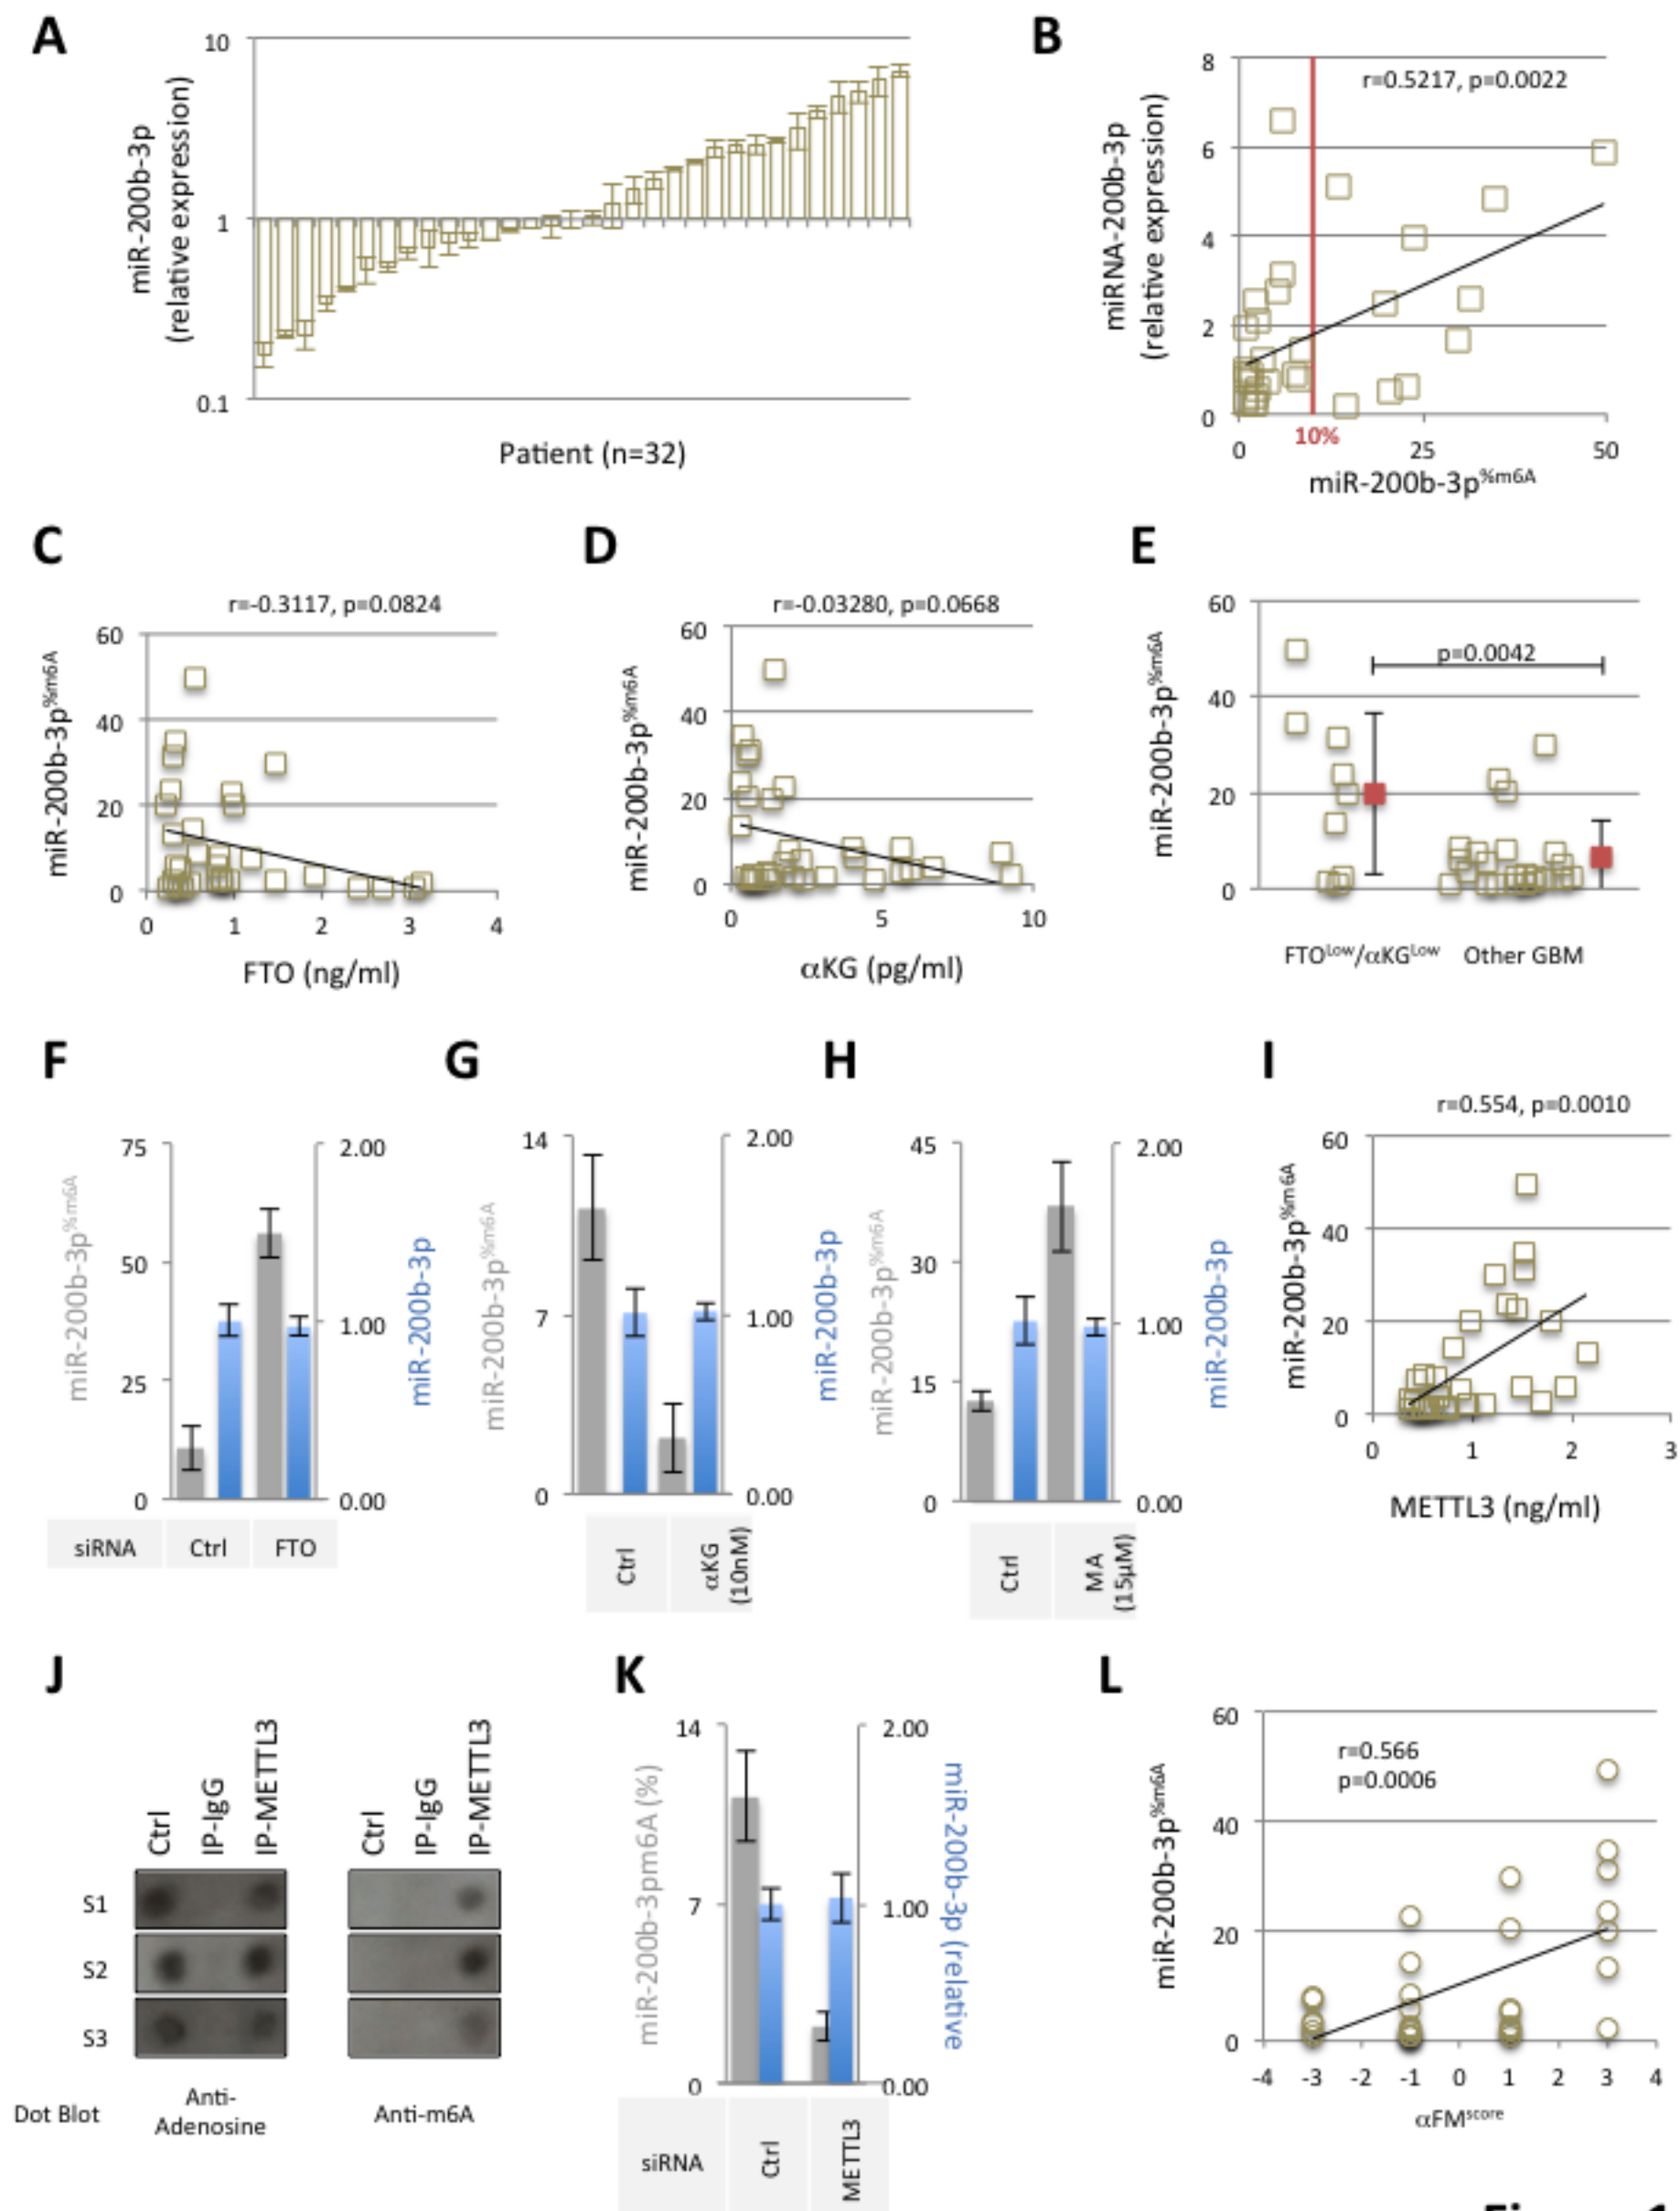 A
miR-200b-3p
(relative expression)
10
1
0.1
Patient (n=32)
B
miRNA-200b-3p
(relative expression)
8
6
4
2
0
r=0.5217, p=0.0022
10%
0
25
50
miR-200b-3p%m6A
C
r=-0.3117, p=0.0824
miR-200b-3p%m6A
60
40
20
0
0
1
2
3
4
FTO (ng/ml)
D
r=-0.03280, p=0.0668
miR-200b-3p%m6A
60
40
20
0
0
5
10
αKG (pg/ml)
E
miR-200b-3p%m6A
60
40
20
0
p=0.0042
FTOLow/αKGLow
Other GBM
F
miR-200b-3p%m6A
75
50
25
0
2.00
1.00
0.00
miR-200b-3p
siRNA
Ctrl
FTO
G
miR-200b-3p%m6A
14
7
0
2.00
1.00
0.00
miR-200b-3p
Ctrl
αKG
(10nM)
H
miR-200b-3p%m6A
45
30
15
0
2.00
1.00
0.00
miR-200b-3p
Ctrl
MA
(15μM)
I
r=0.554, p=0.0010
miR-200b-3p%m6A
60
40
20
0
0
1
2
3
METTL3 (ng/ml)
J
Ctrl
IP-IgG
IP-METTL3
Ctrl
IP-IgG
IP-METTL3
S1
S2
S3
Dot Blot
Anti-
Adenosine
Anti-m6A
K
miR-200b-3pm6A (%)
14
7
0
2.00
1.00
0.00
miR-200b-3p (relative
siRNA
Ctrl
METTL3
L
miR-200b-3p%m6A
60
40
20
0
r=0.566
p=0.0006
-4
-3
-2
-1
0
1
2
3
4
αFMscore